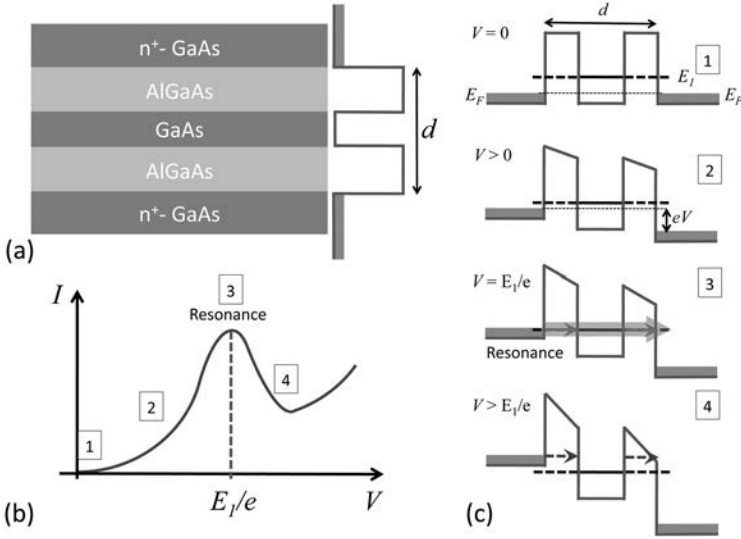 (a)
n⁺- GaAs
AlGaAs
GaAs
AlGaAs
n⁺- GaAs
d
(b)
I
1
2
3
Resonance
4
E₁/e
V
(c)
V = 0
d
1
E₁
E_F
E_F
V > 0
2
eV
V = E₁/e
3
Resonance
V > E₁/e
4